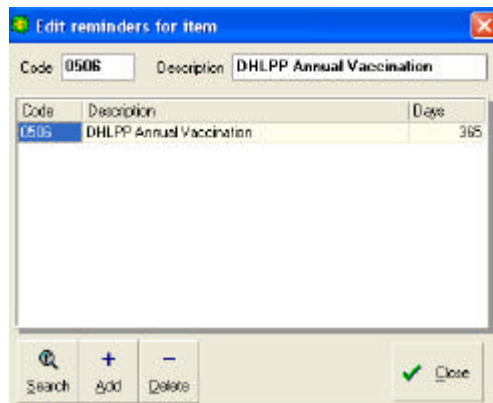 Edit reminders for item
Code 0506 Description DHLPP Annual Vaccination
Code Description Days
0506 DHLPP Annual Vaccination 365
Search Add Delete Close